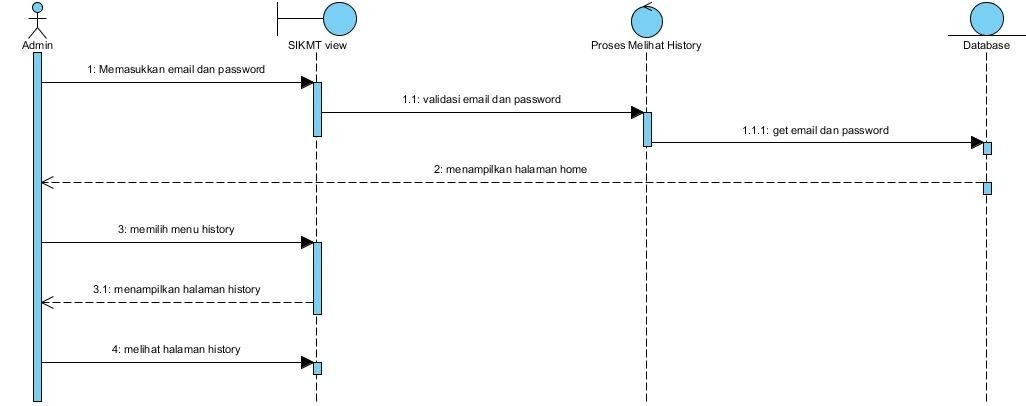 Admin
SIKMT view
Proses Melihat History
Database
1: Memasukkan email dan password
1.1: validasi email dan password
1.1.1: get email dan password
2: menampilkan halaman home
3: memilih menu history
3.1: menampilkan halaman history
4: melihat halaman history